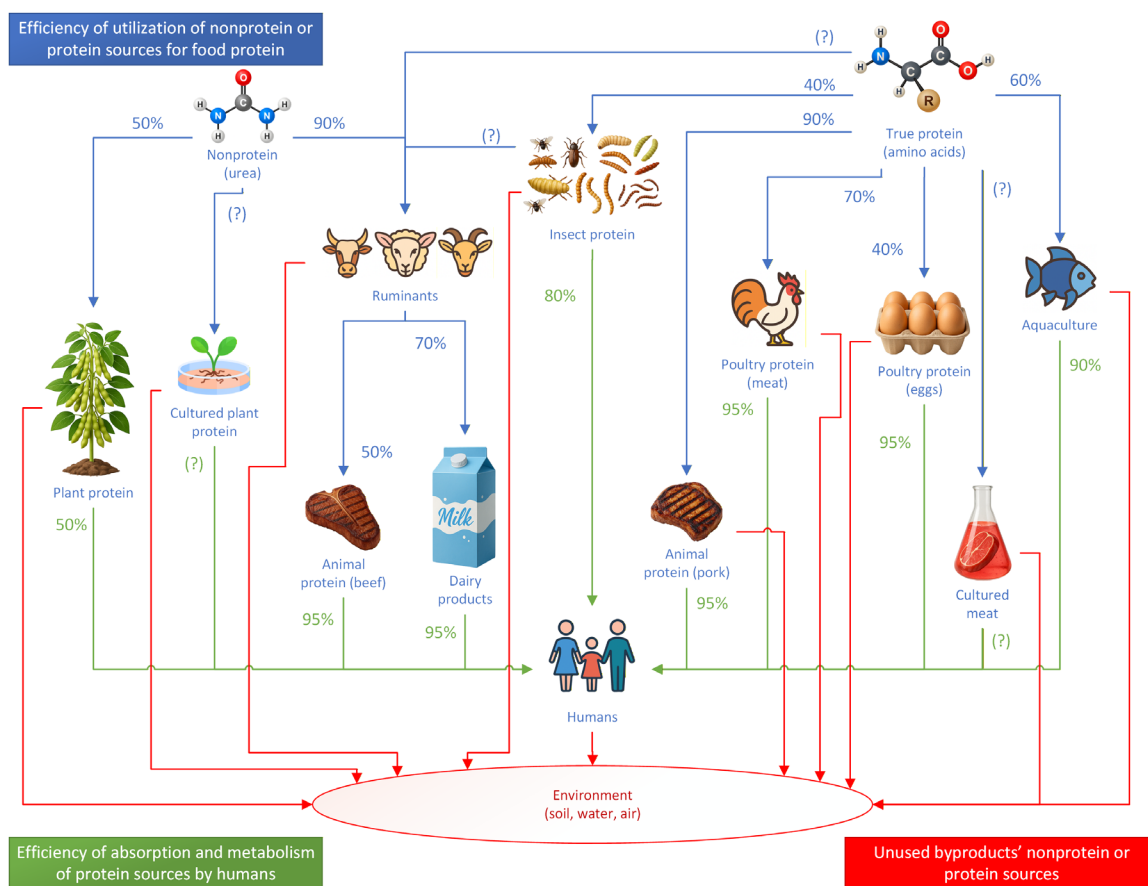 Efficiency of utilization of nonprotein or
protein sources for food protein
(?)
H
H
N
C
H
R
O
O
H
40%
60%
90%
True protein
(amino acids)
O
C
H
N
H
N
H
H
50%
90%
Nonprotein
(urea)
(?)
(?)
(?)
70%
40%
Insect protein
Ruminants
80%
70%
50%
Poultry protein
(meat)
95%
Poultry protein
(eggs)
95%
Aquaculture
90%
Cultured plant
protein
(?)
Plant protein
50%
Milk
Animal
protein (beef)
95%
Dairy
products
95%
Animal
protein (pork)
95%
Cultured
meat
(?)
Humans
Environment
(soil, water, air)
Efficiency of absorption and metabolism
of protein sources by humans
Unused byproducts' nonprotein or
protein sources